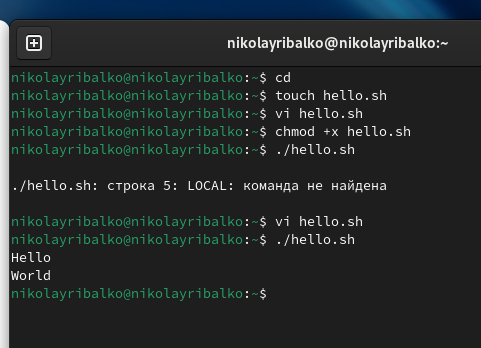 nikolayribalko@nikolayribalko:~
nikolayribalko@nikolayribalko:~$ cd
nikolayribalko@nikolayribalko:~$ touch hello.sh
nikolayribalko@nikolayribalko:~$ vi hello.sh
nikolayribalko@nikolayribalko:~$ chmod +x hello.sh
nikolayribalko@nikolayribalko:~$ ./hello.sh
./hello.sh: строка 5: LOCAL: команда не найдена
nikolayribalko@nikolayribalko:~$ vi hello.sh
nikolayribalko@nikolayribalko:~$ ./hello.sh
Hello
World
nikolayribalko@nikolayribalko:~$